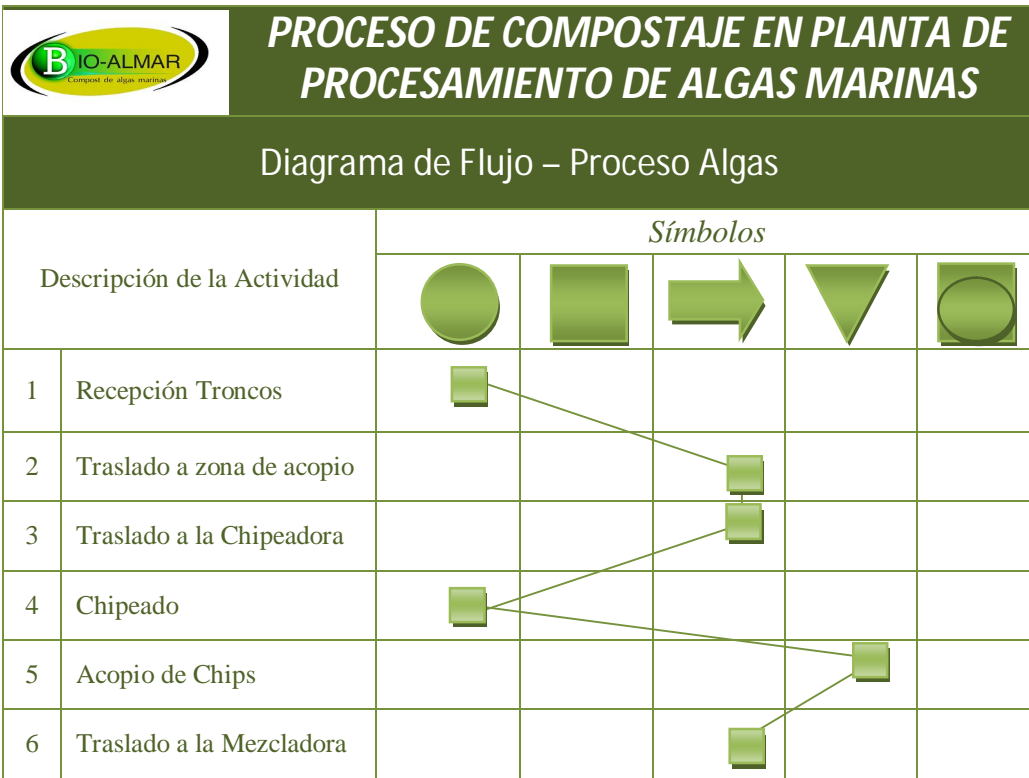 BIO-ALMAR
Compost de algas marinas
PROCESO DE COMPOSTAJE EN PLANTA DE
PROCESAMIENTO DE ALGAS MARINAS
Diagrama de Flujo – Proceso Algas
Descripción de la Actividad
Símbolos
1 Recepción Troncos
2 Traslado a zona de acopio
3 Traslado a la Chipeadora
4 Chipeado
5 Acopio de Chips
6 Traslado a la Mezcladora